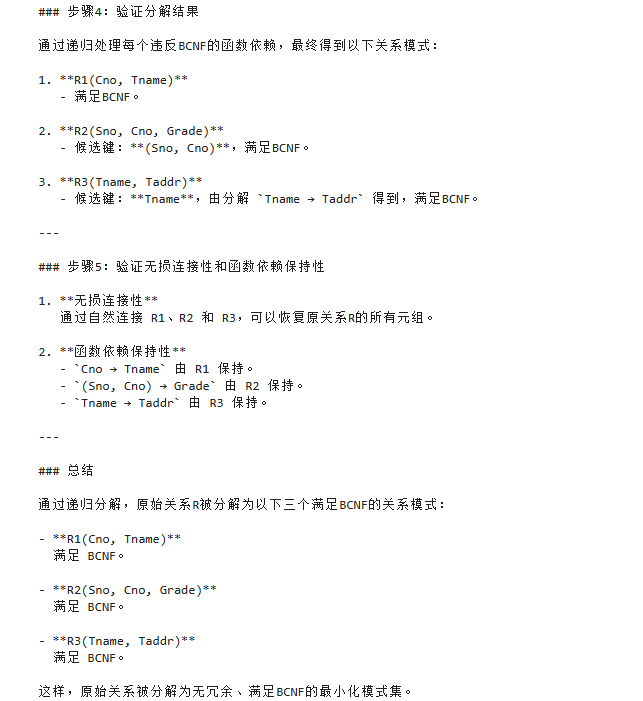 ### 步骤4：验证分解结果
通过递归处理每个违反BCNF的函数依赖，最终得到以下关系模式：
1. **R1(Cno, Tname)**
- 满足BCNF。
2. **R2(Sno, Cno, Grade)**
- 候选键：**(Sno, Cno)**，满足BCNF。
3. **R3(Tname, Taddr)**
- 候选键：**Tname**，由分解 `Tname → Taddr` 得到，满足BCNF。
---
### 步骤5：验证无损连接性和函数依赖保持性
1. **无损连接性**
通过自然连接 R1、R2 和 R3，可以恢复原关系R的所有元组。
2. **函数依赖保持性**
- `Cno → Tname` 由 R1 保持。
- `(Sno, Cno) → Grade` 由 R2 保持。
- `Tname → Taddr` 由 R3 保持。
---
### 总结
通过递归分解，原始关系R被分解为以下三个满足BCNF的关系模式：
- **R1(Cno, Tname)**
满足 BCNF。
- **R2(Sno, Cno, Grade)**
满足 BCNF。
- **R3(Tname, Taddr)**
满足 BCNF。
这样，原始关系被分解为无冗余、满足BCNF的最小化模式集。